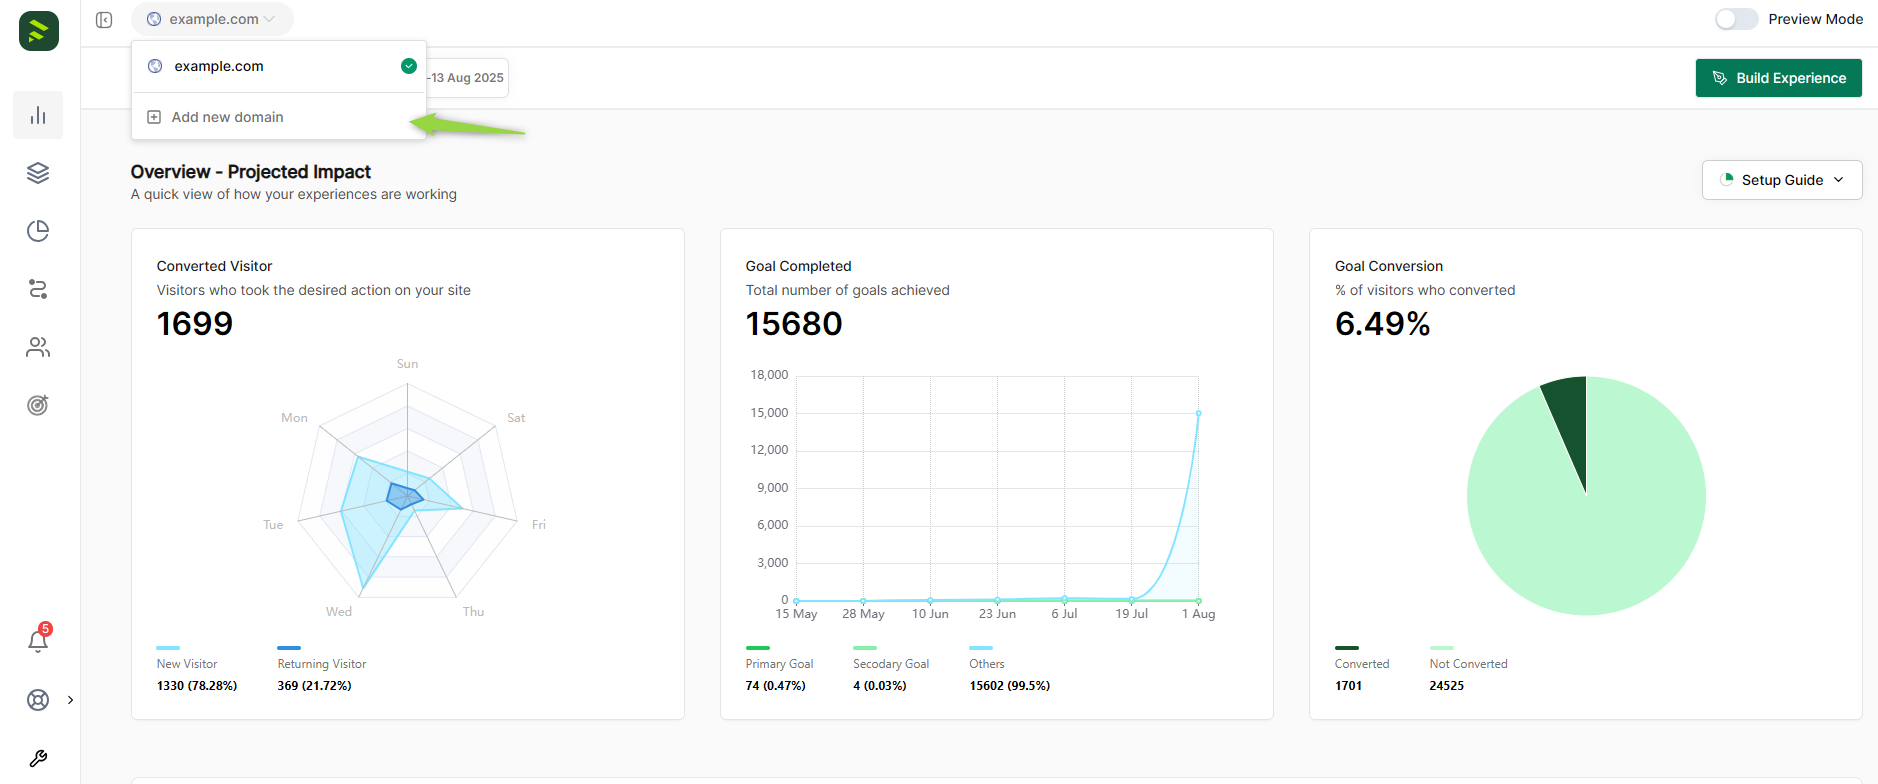 example.com
Preview Mode
example.com
-13 Aug 2025
Build Experience
Add new domain
Overview - Projected Impact
A quick view of how your experiences are working
Setup Guide
Converted Visitor
Visitors who took the desired action on your site
1699
Sun
Mon
Sat
Tue
Fri
Wed
Thu
New Visitor
Returning Visitor
1330 (78.28%)
369 (21.72%)
Goal Completed
Total number of goals achieved
15680
18,000
15,000
12,000
9,000
6,000
3,000
0
15 May
28 May
10 Jun
23 Jun
6 Jul
19 Jul
1 Aug
Primary Goal
Secodary Goal
Others
74 (0.47%)
4 (0.03%)
15602 (99.5%)
Goal Conversion
% of visitors who converted
6.49%
Converted
Not Converted
1701
24525
5